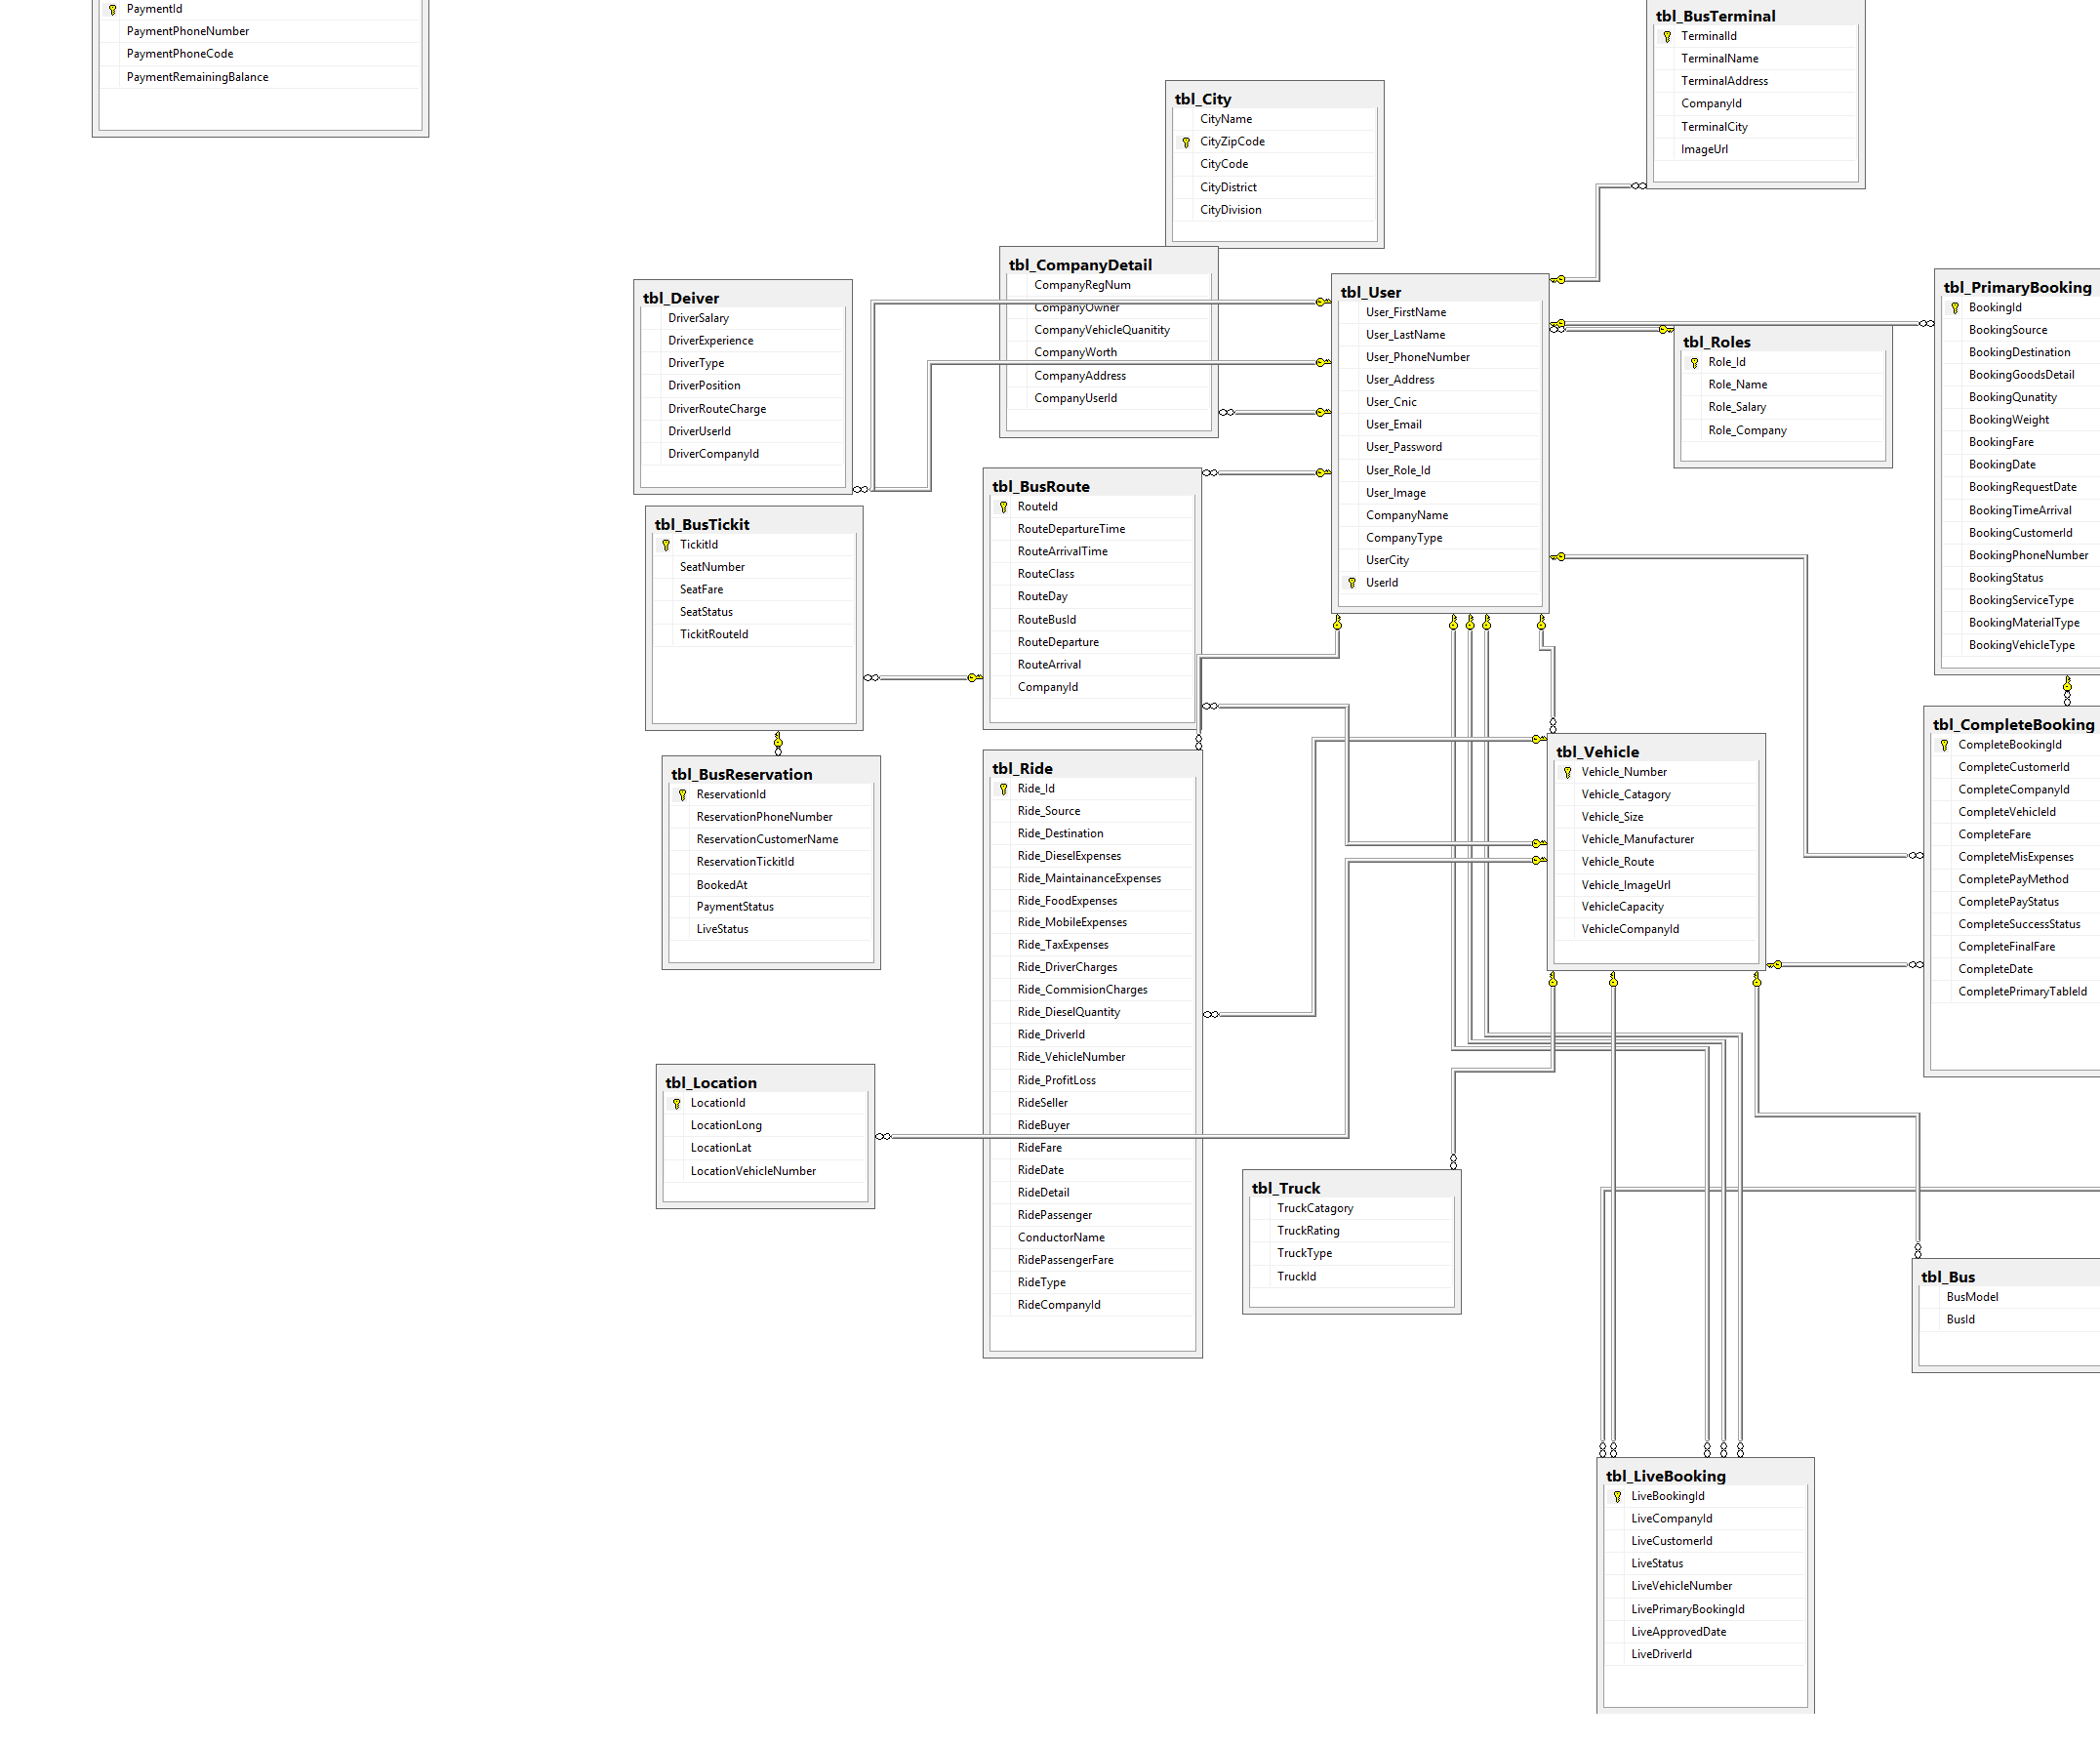 PaymentId
PaymentPhoneNumber
PaymentPhoneCode
PaymentRemainingBalance
tbl_BusTerminal
TerminalId
TerminalName
TerminalAddress
CompanyId
TerminalCity
ImageUrl
tbl_City
CityName
CityZipCode
CityCode
CityDistrict
CityDivision
tbl_CompanyDetail
CompanyRegNum
CompanyOwner
CompanyVehicleQuanitity
CompanyWorth
CompanyAddress
CompanyUserId
tbl_Deiver
DriverSalary
DriverExperience
DriverType
DriverPosition
DriverRouteCharge
DriverUserId
DriverCompanyId
tbl_User
User_FirstName
User_LastName
User_PhoneNumber
User_Address
User_Cnic
User_Email
User_Password
User_Role_Id
User_Image
CompanyName
CompanyType
UserCity
UserId
tbl_Roles
Role_Id
Role_Name
Role_Salary
Role_Company
tbl_PrimaryBooking
BookingId
BookingSource
BookingDestination
BookingGoodsDetail
BookingQunatity
BookingWeight
BookingFare
BookingDate
BookingRequestDate
BookingTimeArrival
BookingCustomerId
BookingPhoneNumber
BookingStatus
BookingServiceType
BookingMaterialType
BookingVehicleType
tbl_BusRoute
RouteId
RouteDepartureTime
RouteArrivalTime
RouteClass
RouteDay
RouteBusId
RouteDeparture
RouteArrival
CompanyId
tbl_BusTickit
TickitId
SeatNumber
SeatFare
SeatStatus
TickitRouteId
tbl_BusReservation
ReservationId
ReservationPhoneNumber
ReservationCustomerName
ReservationTickitId
BookedAt
PaymentStatus
LiveStatus
tbl_Ride
Ride_Id
Ride_Source
Ride_Destination
Ride_DieselExpenses
Ride_MaintainanceExpenses
Ride_FoodExpenses
Ride_MobileExpenses
Ride_TaxExpenses
Ride_DriverCharges
Ride_CommisionCharges
Ride_DieselQuantity
Ride_DriverId
Ride_VehicleNumber
Ride_ProfitLoss
RideSeller
RideBuyer
RideFare
RideDate
RideDetail
RidePassenger
ConductorName
RidePassengerFare
RideType
RideCompanyId
tbl_Vehicle
Vehicle_Number
Vehicle_Catagory
Vehicle_Size
Vehicle_Manufacturer
Vehicle_Route
Vehicle_ImageUrl
VehicleCapacity
VehicleCompanyId
tbl_CompleteBooking
CompleteBookingId
CompleteCustomerId
CompleteCompanyId
CompleteVehicleId
CompleteFare
CompleteMisExpenses
CompletePayMethod
CompletePayStatus
CompleteSuccessStatus
CompleteFinalFare
CompleteDate
CompletePrimaryTableId
tbl_Location
LocationId
LocationLong
LocationLat
LocationVehicleNumber
tbl_Truck
TruckCatagory
TruckRating
TruckType
TruckId
tbl_Bus
BusModel
BusId
tbl_LiveBooking
LiveBookingId
LiveCompanyId
LiveCustomerId
LiveStatus
LiveVehicleNumber
LivePrimaryBookingId
LiveApprovedDate
LiveDriverId